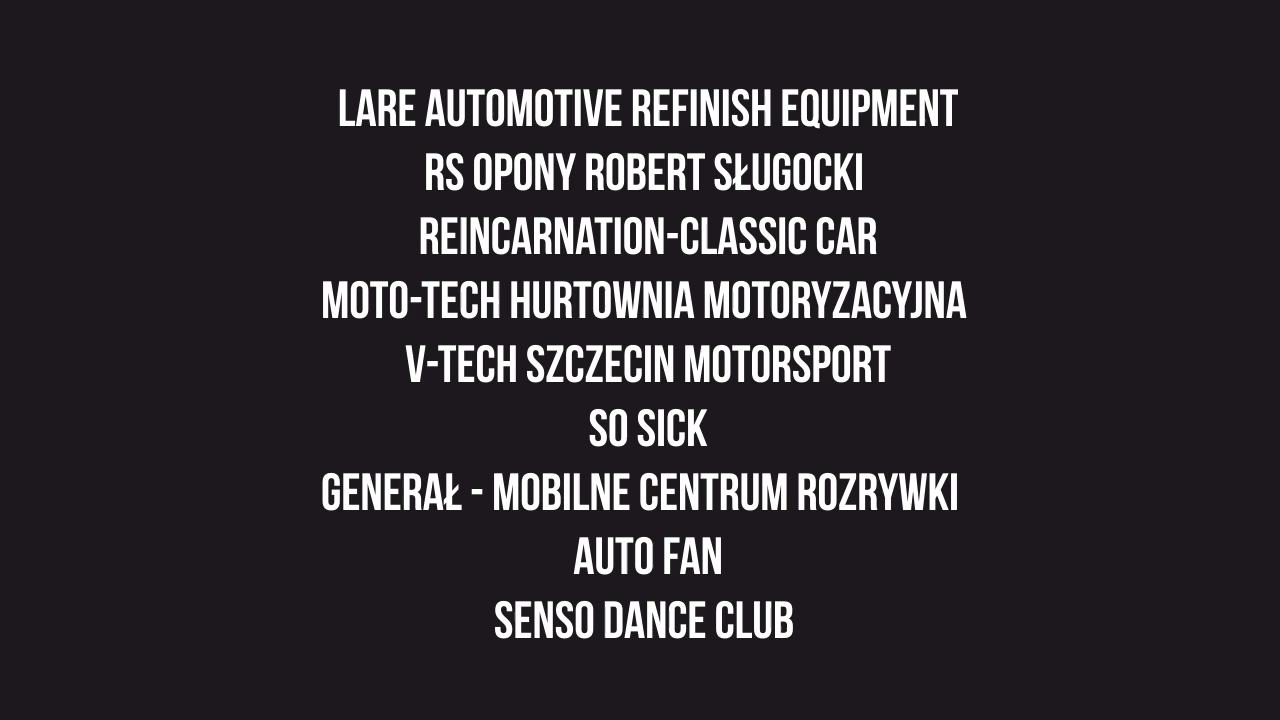 LARE AUTOMOTIVE REFINISH EQUIPMENT
RS OPONY ROBERT SŁUGOCKI
REINCARNATION-CLASSIC CAR
MOTO-TECH HURTOWNIA MOTORYZACYJNA
V-TECH SZCZECIN MOTORSPORT
SO SICK
GENERAŁ - MOBILNE CENTRUM ROZRYWKI
AUTO FAN
SENSO DANCE CLUB